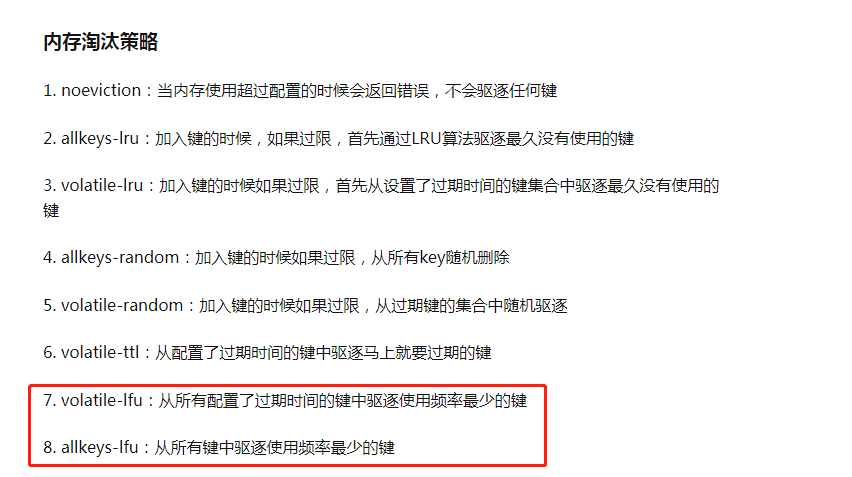 内存淘汰策略
1. noeviction：当内存使用超过配置的时候会返回错误，不会驱逐任何键
2. allkeys-lru：加入键的时候，如果过限，首先通过LRU算法驱逐最久没有使用的键
3. volatile-lru：加入键的时候如果过限，首先从设置了过期时间的键集合中驱逐最久没有使用的
键
4. allkeys-random：加入键的时候如果过限，从所有key随机删除
5. volatile-random：加入键的时候如果过限，从过期键的集合中随机驱逐
6. volatile-ttl：从配置了过期时间的键中驱逐马上就要过期的键
7. volatile-lfu：从所有配置了过期时间的键中驱逐使用频率最少的键
8. allkeys-lfu：从所有键中驱逐使用频率最少的键